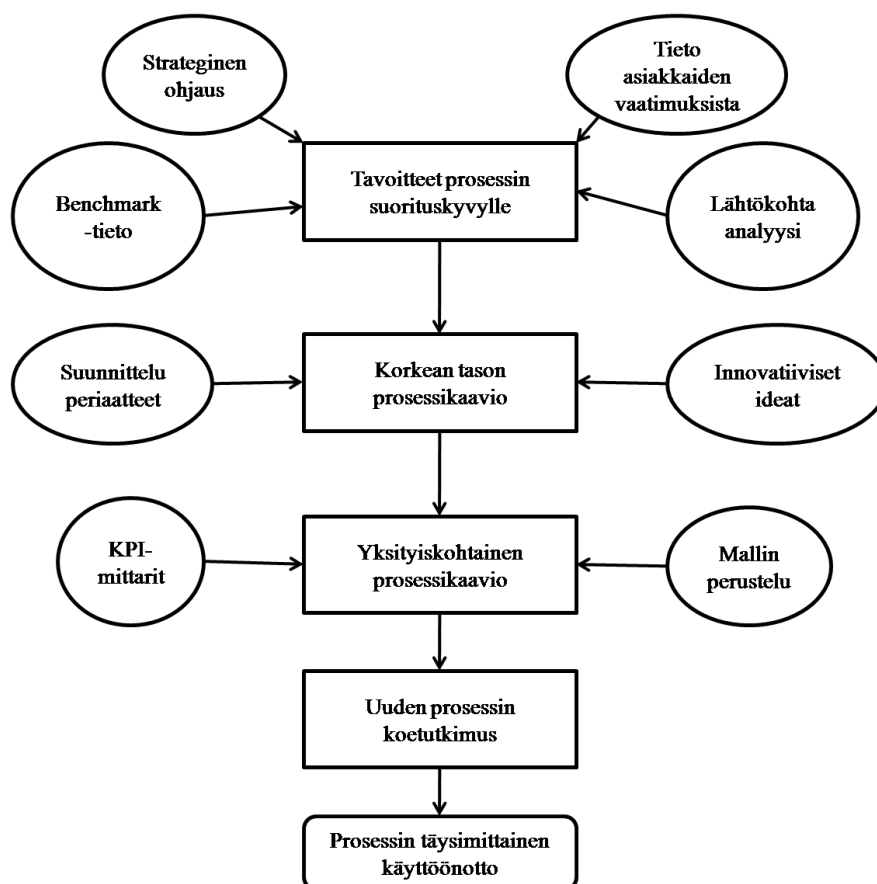 Strateginen
ohjaus
Tieto
asiakkaiden
vaatimuksista
Tavoitteet prosessin
suorituskyvylle
Benchmark
-tieto
Lähtökohta
analyysi
Suunnittelu
periaatteet
Korkean tason
prosessikaavio
Innovatiiviset
ideat
KPI-
mittarit
Yksityiskohtainen
prosessikaavio
Mallin
perustelu
Uuden prosessin
koetutkimus
Prosessin täysimittainen
käyttöönotto